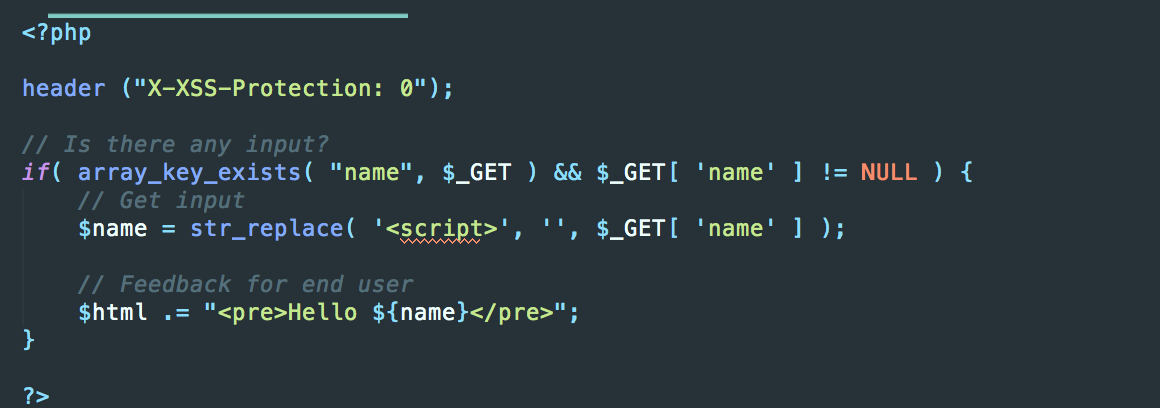 <?php
header ("X-XSS-Protection: 0");
// Is there any input?
if( array_key_exists( "name", $_GET ) && $_GET[ 'name' ] != NULL ) {
    // Get input
    $name = str_replace( '<script>', '', $_GET[ 'name' ] );
    // Feedback for end user
    $html .= "<pre>Hello ${name}</pre>";
}
?>